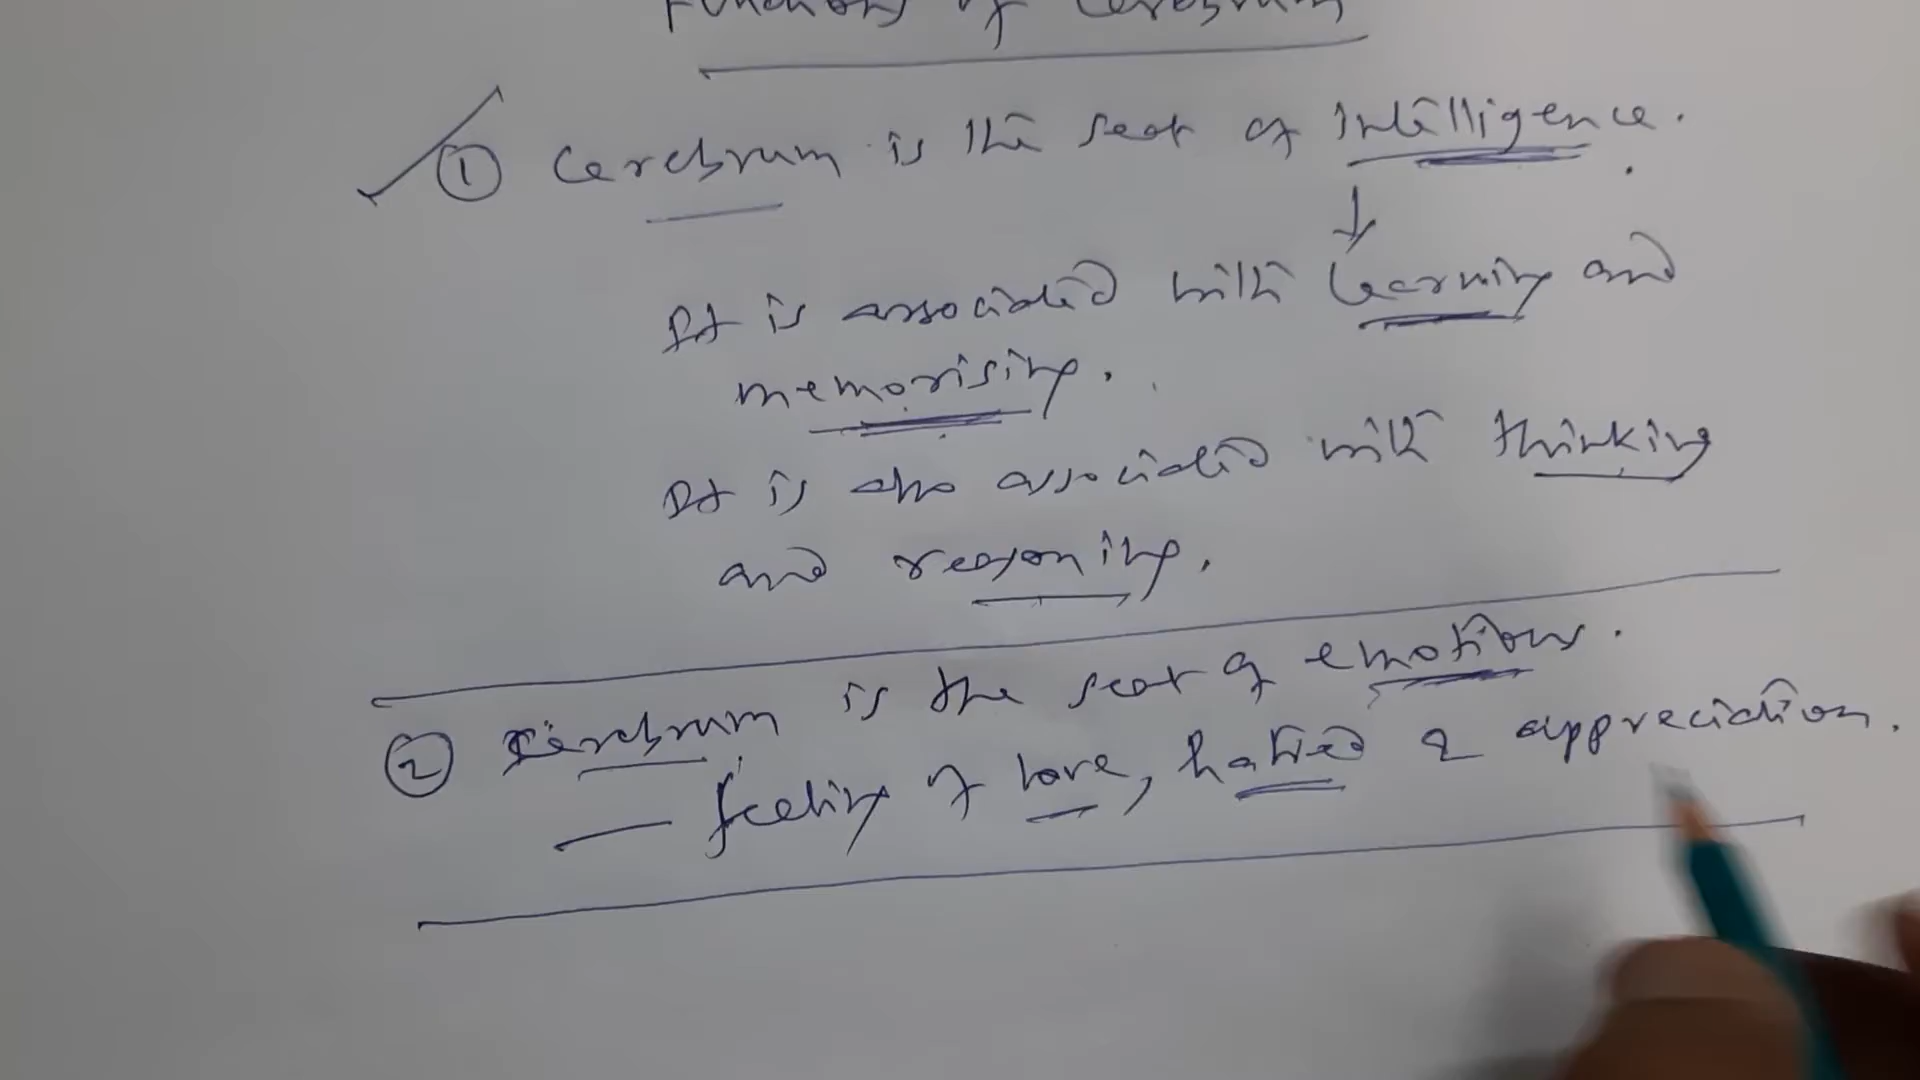 Functions of Cerebrum
① Cerebrum is the seat of Intelligence.
↓
It is associated with learning and
memorising.
It is also associated with thinking
and reasoning.
② Cerebrum is the seat of emotions.
— feeling of love, hatred & appreciation.